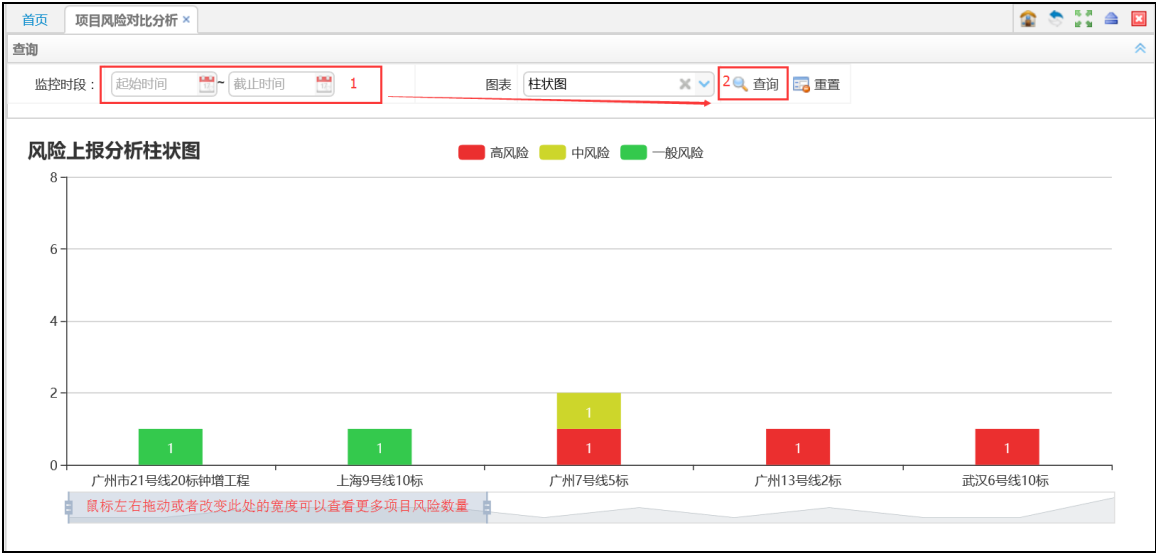 首页 项目风险对比分析 ×
查询
监控时段： 起始时间 ~ 截止时间 1 图表 柱状图 2 查询 重置
风险上报分析柱状图 高风险 中风险 一般风险
8
6
4
2
1
1 1 1 1 1
0
广州市21号线20标钟增工程 上海9号线10标 广州7号线5标 广州13号线2标 武汉6号线10标
鼠标左右拖动或者改变此处的宽度可以查看更多项目风险数量